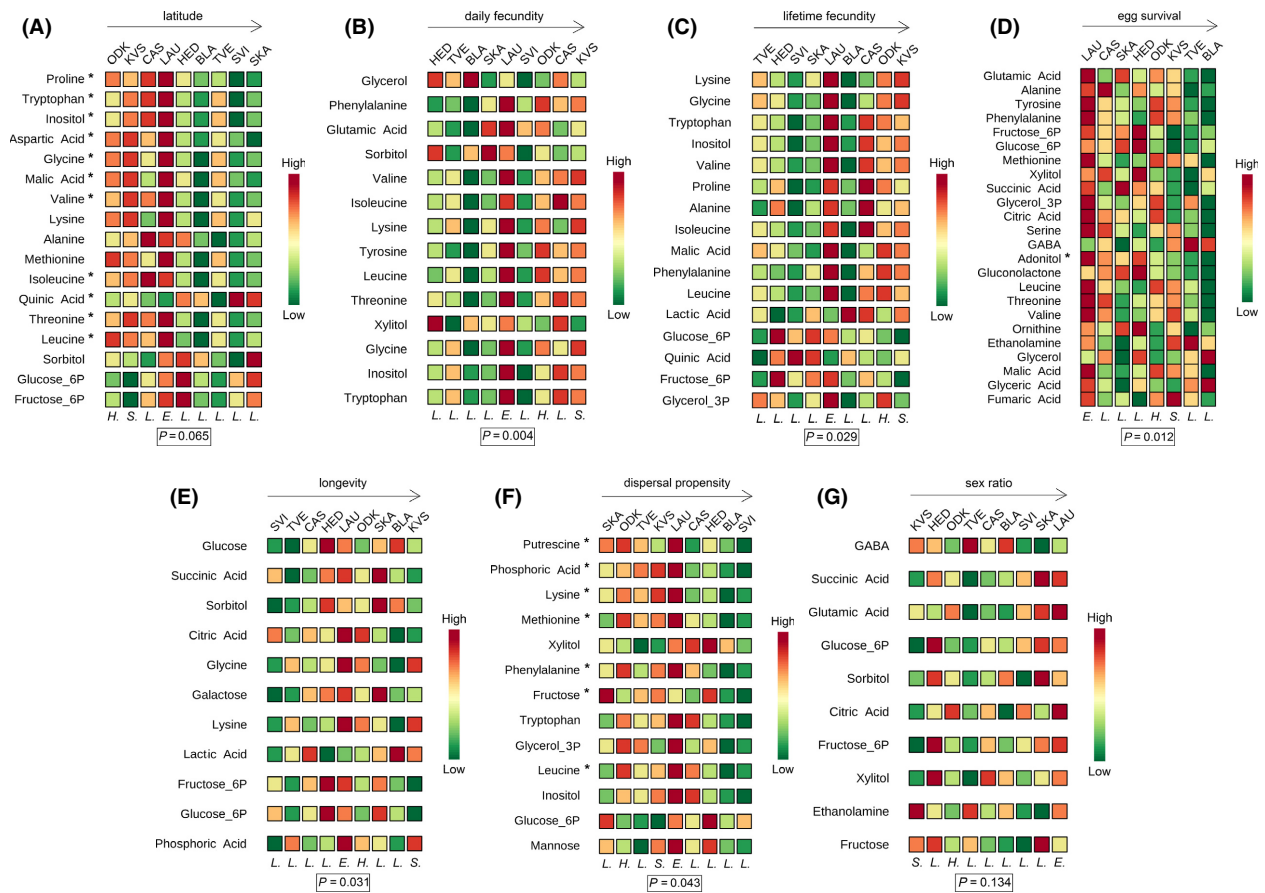 (A)
latitude
ODK KVS CAS LAU HED BLA TVE SVI SKA
Proline *
Tryptophan *
Inositol *
Aspartic Acid *
Glycine *
Malic Acid *
Valine *
Lysine
Alanine
Methionine
Isoleucine *
Quinic Acid *
Threonine *
Leucine *
Sorbitol
Glucose_6P
Fructose_6P
H. S. L. E. L. L. L. L. L.
P = 0.065
High
Low
(B)
daily fecundity
HED TVE BLA SKA LAU SVI ODK CAS KVS
Glycerol
Phenylalanine
Glutamic Acid
Sorbitol
Valine
Isoleucine
Lysine
Tyrosine
Leucine
Threonine
Xylitol
Glycine
Inositol
Tryptophan
L. L. L. L. E. L. H. L. S.
P = 0.004
High
Low
(C)
lifetime fecundity
TVE HED SVI SKA LAU BLA CAS ODK KVS
Lysine
Glycine
Tryptophan
Inositol
Valine
Proline
Alanine
Isoleucine
Malic Acid
Phenylalanine
Leucine
Lactic Acid
Glucose_6P
Quinic Acid
Fructose_6P
Glycerol_3P
L. L. L. L. E. L. L. H. S.
P = 0.029
High
Low
(D)
egg survival
LAU CAS SKA HED ODK KVS TVE BLA
Glutamic Acid
Alanine
Tyrosine
Phenylalanine
Fructose_6P
Glucose_6P
Methionine
Xylitol
Succinic Acid
Glycerol_3P
Citric Acid
Serine
GABA
Adonitol *
Gluconolactone
Leucine
Threonine
Valine
Ornithine
Ethanolamine
Glycerol
Malic Acid
Glyceric Acid
Fumaric Acid
E. L. L. L. H. S. L. L.
P = 0.012
High
Low
(E)
longevity
SVI TVE CAS HED LAU ODK SKA BLA KVS
Glucose
Succinic Acid
Sorbitol
Citric Acid
Glycine
Galactose
Lysine
Lactic Acid
Fructose_6P
Glucose_6P
Phosphoric Acid
L. L. L. L. E. H. L. L. S.
P = 0.031
High
Low
(F)
dispersal propensity
SKA ODK TVE KVS LAU CAS HED BLA SVI
Putrescine *
Phosphoric Acid *
Lysine *
Methionine *
Xylitol
Phenylalanine *
Fructose *
Tryptophan
Glycerol_3P
Leucine *
Inositol
Glucose_6P
Mannose
L. H. L. S. E. L. L. L. L.
P = 0.043
High
Low
(G)
sex ratio
KVS HED ODK TVE CAS BLA SVI SKA LAU
GABA
Succinic Acid
Glutamic Acid
Glucose_6P
Sorbitol
Citric Acid
Fructose_6P
Xylitol
Ethanolamine
Fructose
S. L. H. L. L. L. L. L. E.
P = 0.134
High
Low